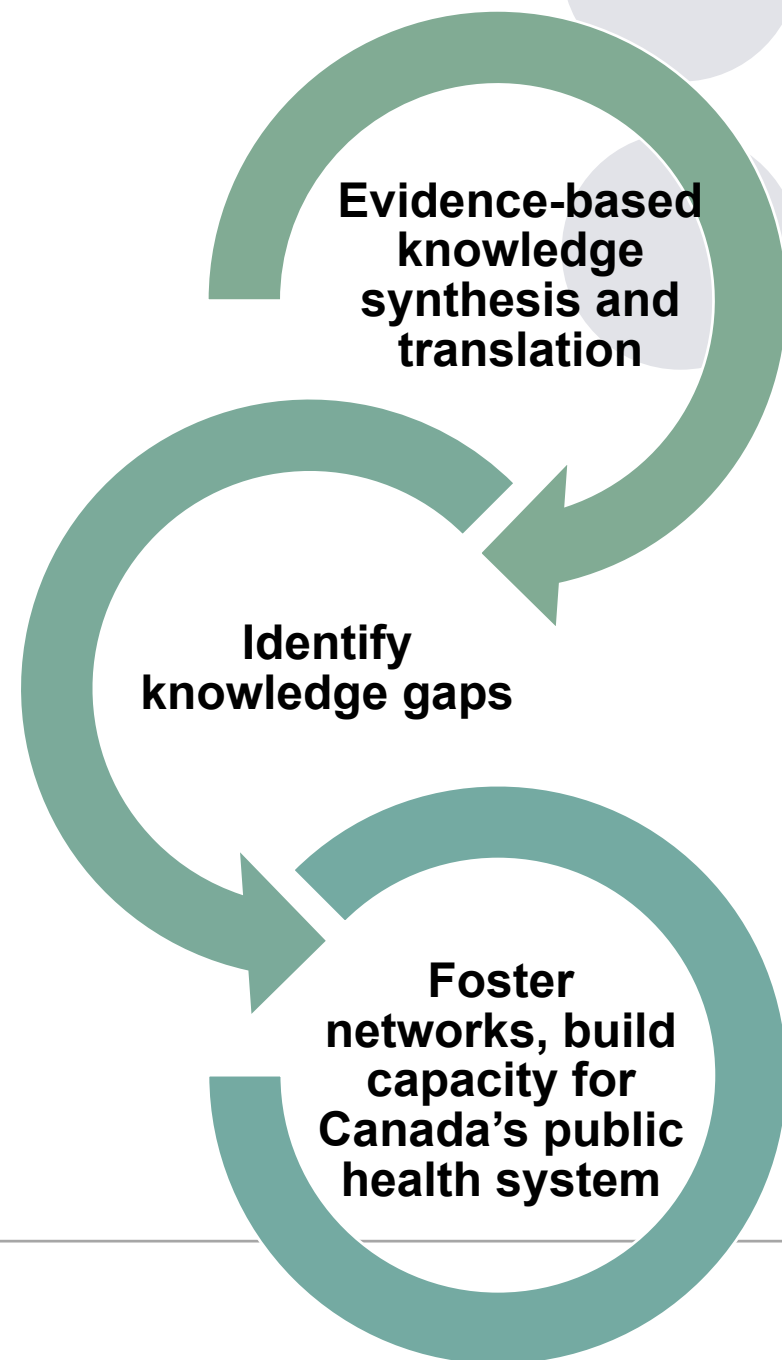 Evidence-based
knowledge
synthesis and
translation
Identify
knowledge gaps
Foster
networks, build
capacity for
Canada’s public
health system